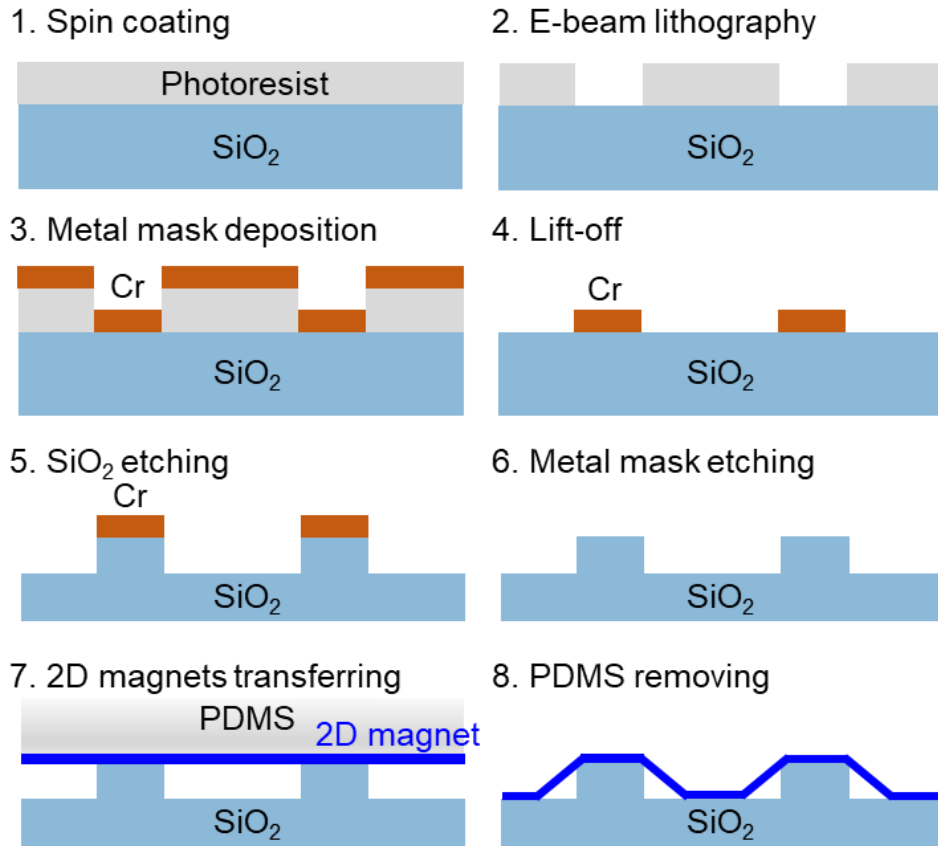 1. Spin coating
Photoresist
SiO₂
2. E-beam lithography
SiO₂
3. Metal mask deposition
Cr
SiO₂
4. Lift-off
Cr
SiO₂
5. SiO₂ etching
Cr
SiO₂
6. Metal mask etching
SiO₂
7. 2D magnets transferring
PDMS
2D magnet
SiO₂
8. PDMS removing
SiO₂